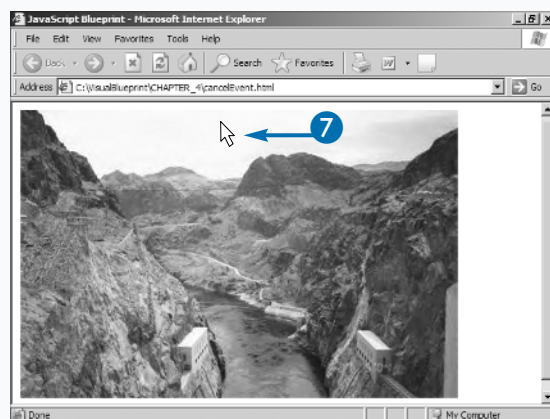 JavaScript Blueprint - Microsoft Internet Explorer
File Edit View Favorites Tools Help
Back Search Favorites
Address C:\VisualBlueprint\CHAPTER_4\cancelEvent.html Go
7
Done My Computer